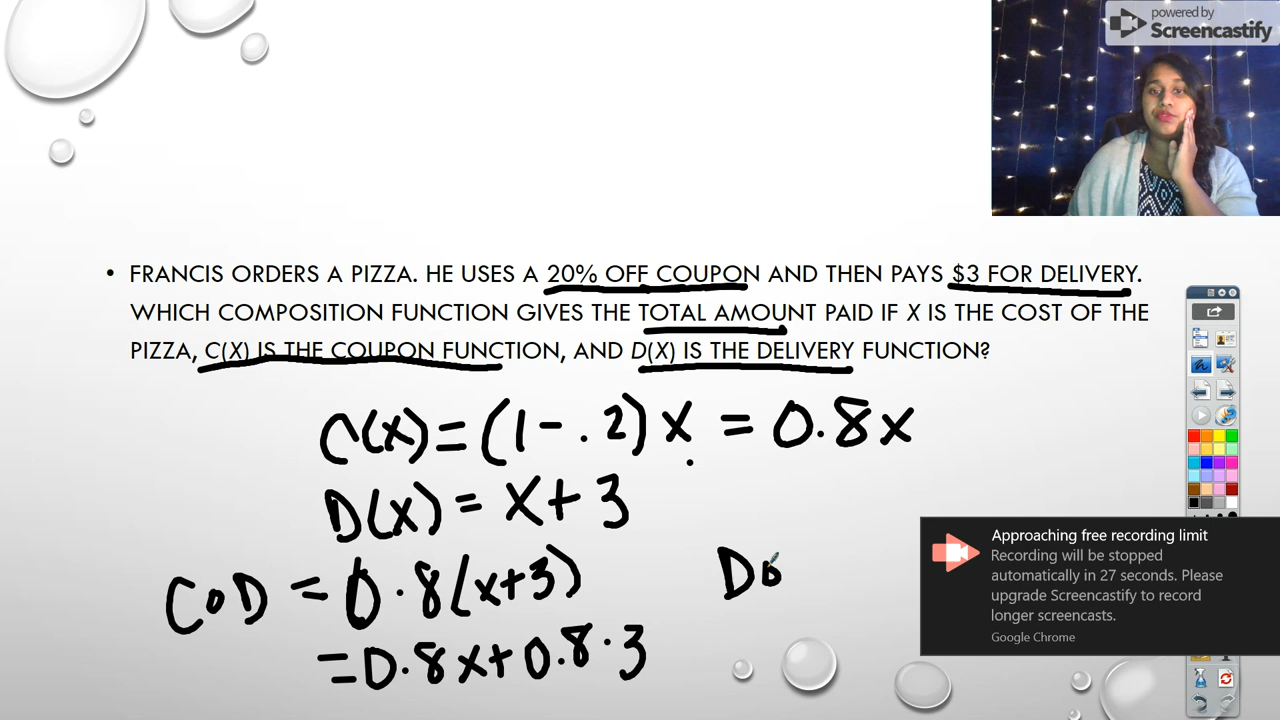 powered by
Screencastify
• FRANCIS ORDERS A PIZZA. HE USES A 20% OFF COUPON AND THEN PAYS $3 FOR DELIVERY.
WHICH COMPOSITION FUNCTION GIVES THE TOTAL AMOUNT PAID IF X IS THE COST OF THE
PIZZA, C(X) IS THE COUPON FUNCTION, AND D(X) IS THE DELIVERY FUNCTION?
C(X) = (1 - .2) X = 0.8 X
D(X) = X + 3
C o D = 0.8 (x+3)
= 0.8 x + 0.8 · 3
D o
Approaching free recording limit
Recording will be stopped
automatically in 27 seconds. Please
upgrade Screencastify to record
longer screencasts.
Google Chrome